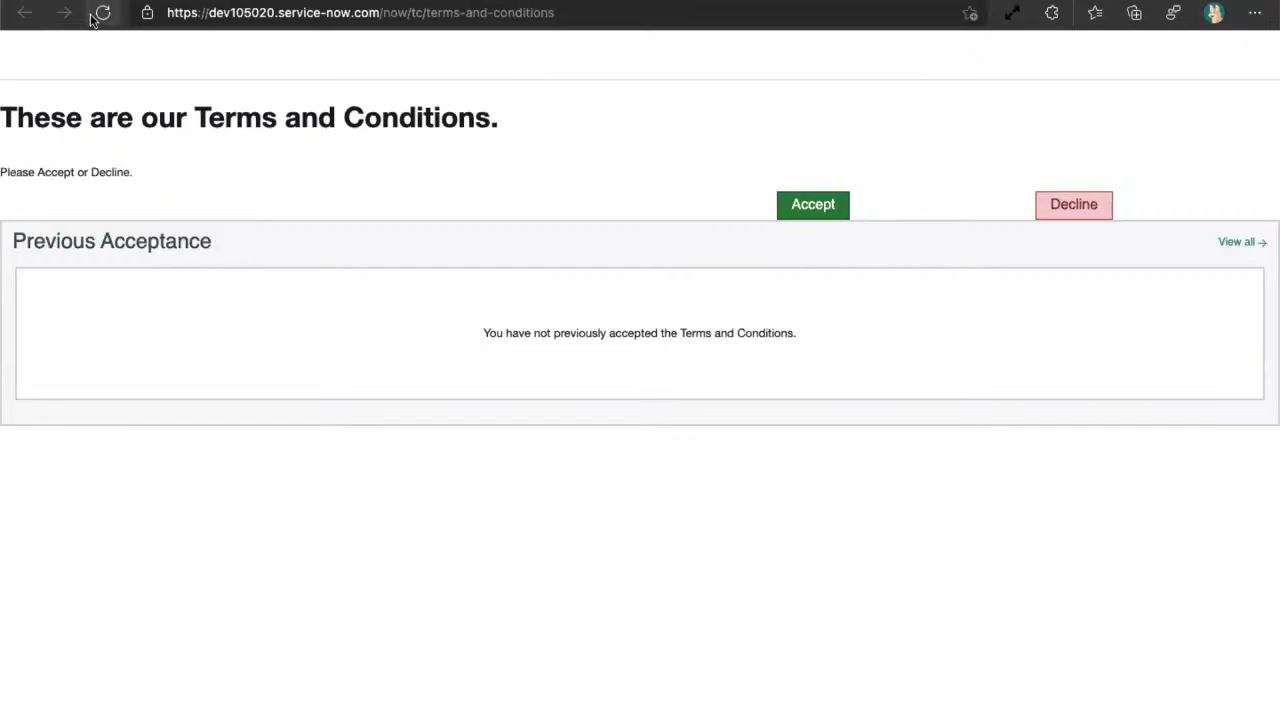 https://dev105020.service-now.com/now/tc/terms-and-conditions
These are our Terms and Conditions.
Please Accept or Decline.
Accept
Decline
Previous Acceptance
View all
You have not previously accepted the Terms and Conditions.